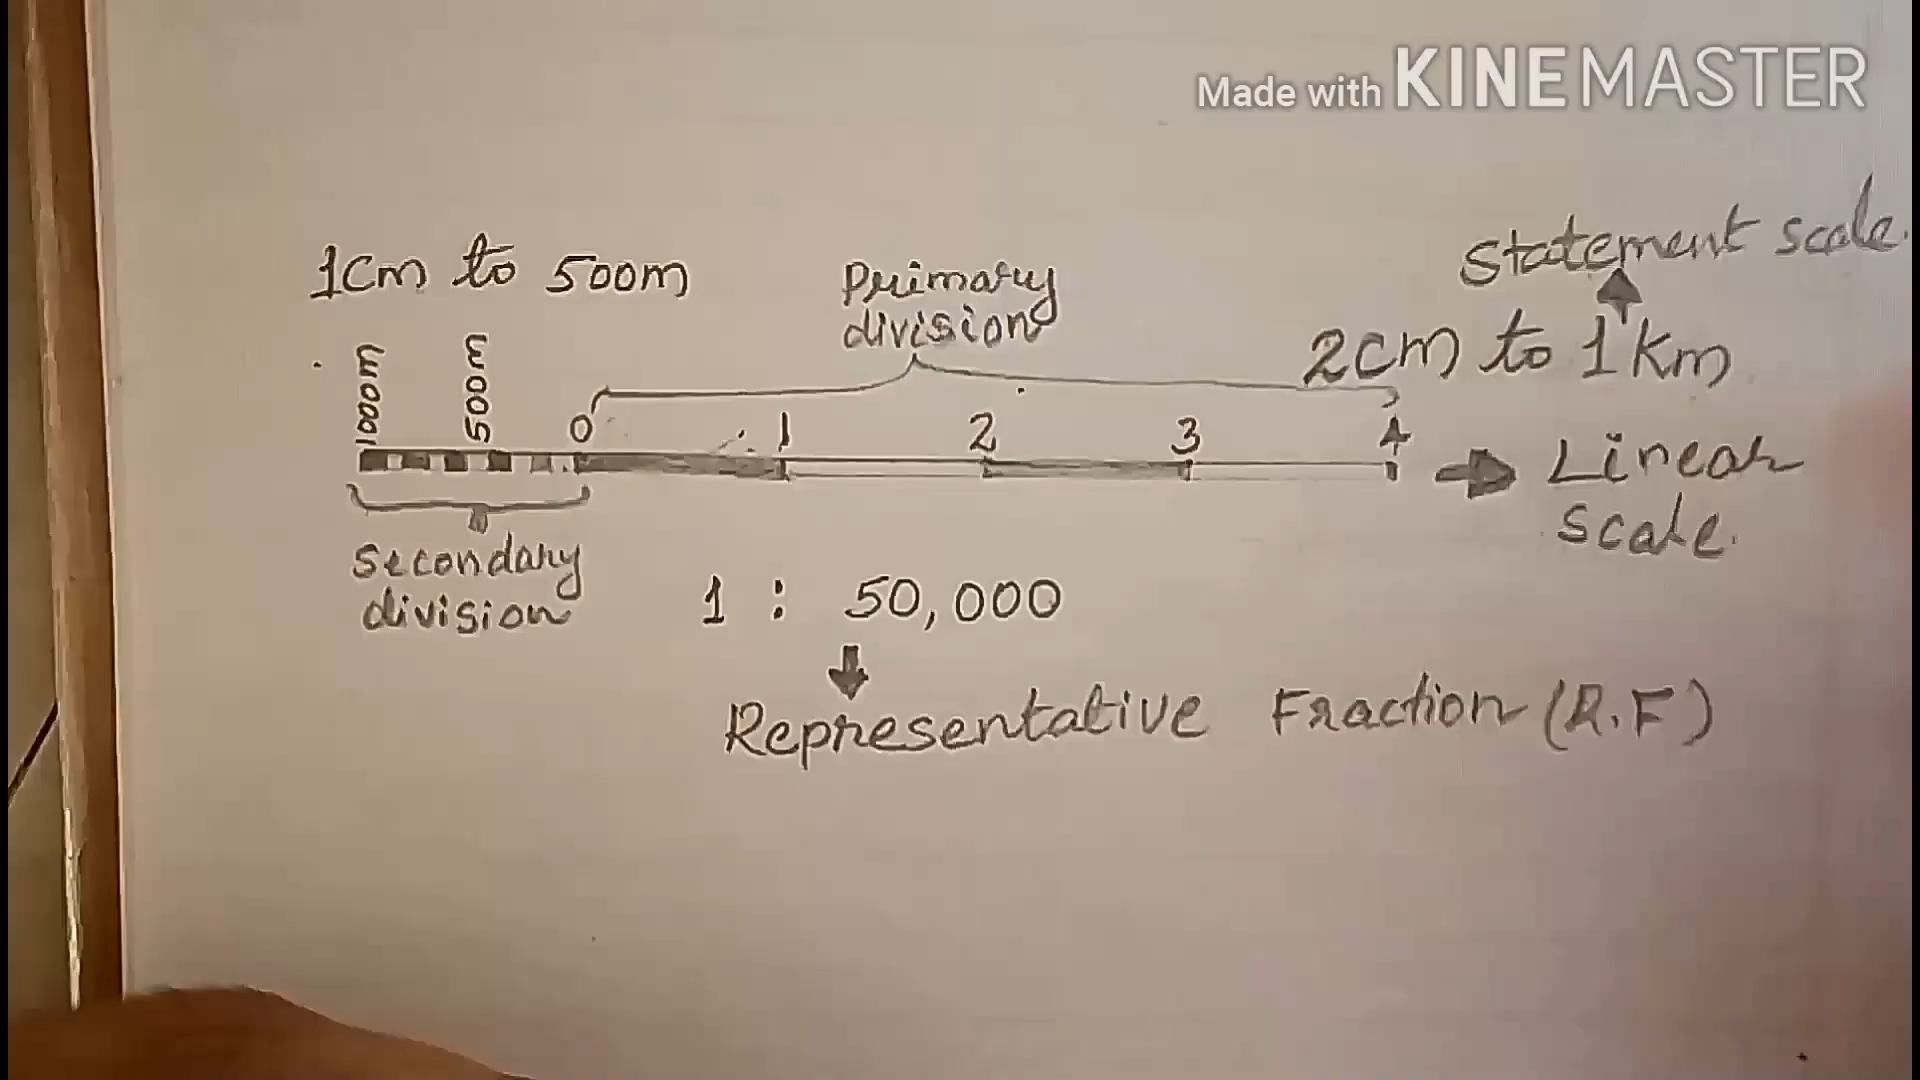 Made with KINEMASTER
Statement scale.
1cm to 500m
Primary
division
2cm to 1km
1000m 500m 0 1 2 3 4
Linear
scale.
Secondary
division
1 : 50,000
Representative Fraction (R.F)